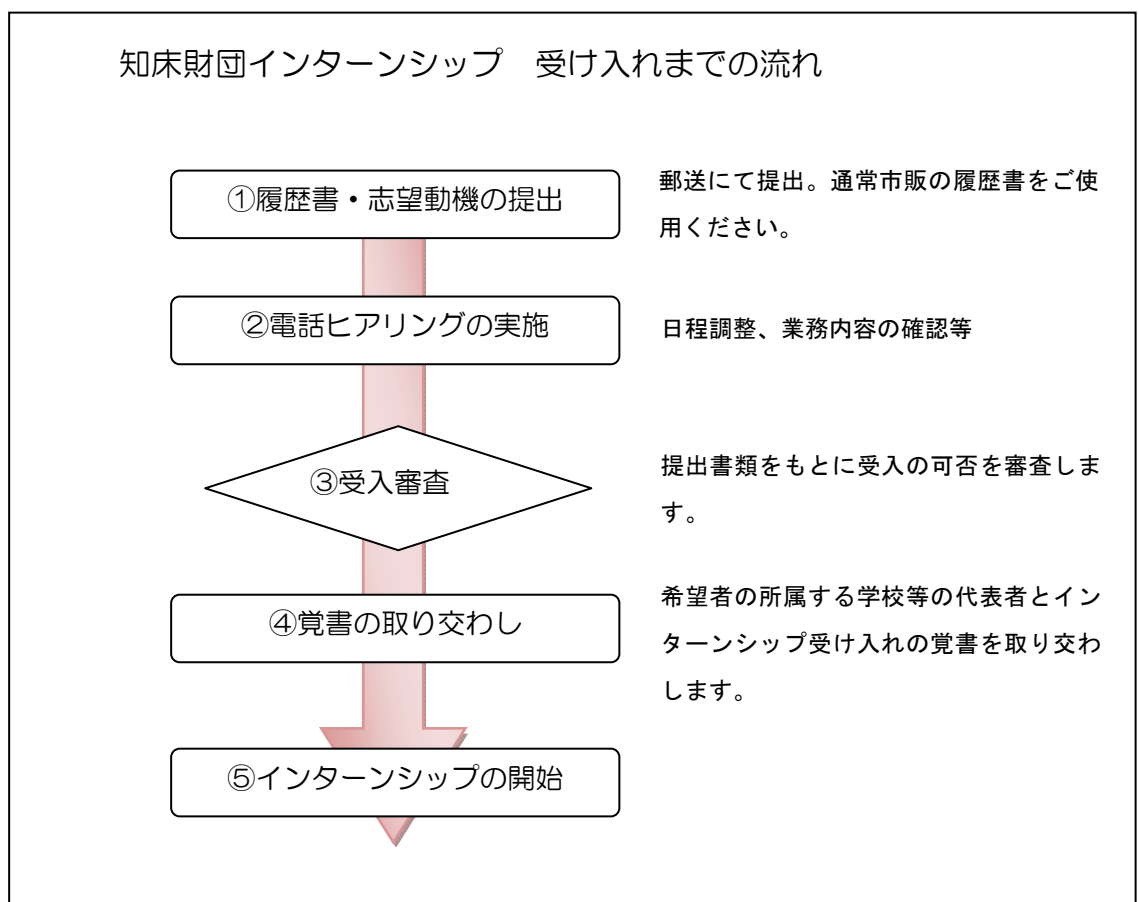 知床財団インターンシップ　受け入れまでの流れ
①履歴書・志望動機の提出
郵送にて提出。通常市販の履歴書をご使
用ください。
②電話ヒアリングの実施
日程調整、業務内容の確認等
③受入審査
提出書類をもとに受入の可否を審査しま
す。
④覚書の取り交わし
希望者の所属する学校等の代表者とイン
ターンシップ受け入れの覚書を取り交わ
します。
⑤インターンシップの開始